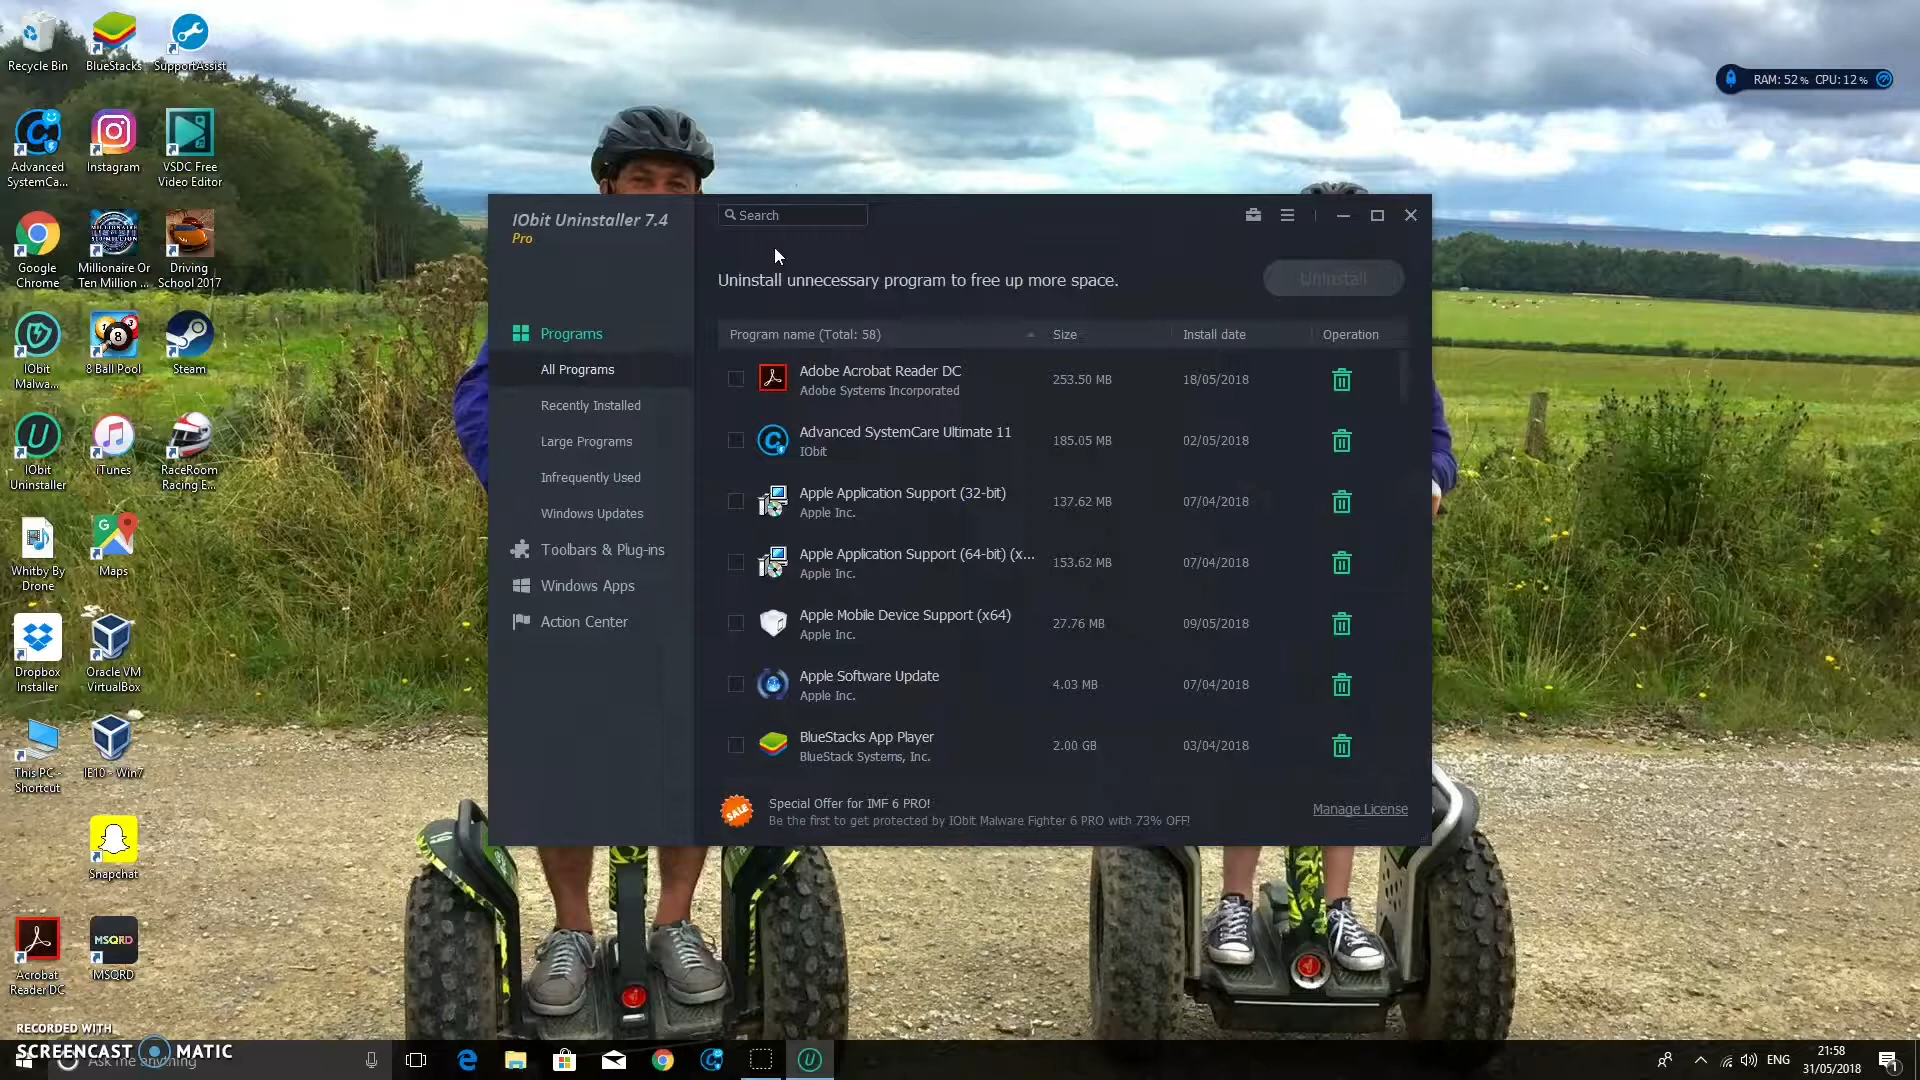 Recycle Bin
BlueStacks
SupportAssist
RAM: 52% CPU: 12%
Advanced
SystemCa...
Instagram
VSDC Free
Video Editor
Google
Chrome
Millionaire Or
Ten Million ...
Driving
School 2017
IObit
Malwa...
8 Ball Pool
Steam
IObit
Uninstaller
iTunes
RaceRoom
Racing E...
Whitby By
Drone
Maps
Dropbox
Installer
Oracle VM
VirtualBox
This PC -
Shortcut
IE10 - Win7
Snapchat
Acrobat
Reader DC
MSQRD
MSQRD
IObit Uninstaller 7.4
Pro
Search
Uninstall unnecessary program to free up more space.
Uninstall
Programs
All Programs
Recently Installed
Large Programs
Infrequently Used
Windows Updates
Toolbars & Plug-ins
Windows Apps
Action Center
Program name (Total: 58) Size Install date Operation
Adobe Acrobat Reader DC
Adobe Systems Incorporated
253.50 MB 18/05/2018
Advanced SystemCare Ultimate 11
IObit
185.05 MB 02/05/2018
Apple Application Support (32-bit)
Apple Inc.
137.62 MB 07/04/2018
Apple Application Support (64-bit) (x...
Apple Inc.
153.62 MB 07/04/2018
Apple Mobile Device Support (x64)
Apple Inc.
27.76 MB 09/05/2018
Apple Software Update
Apple Inc.
4.03 MB 07/04/2018
BlueStacks App Player
BlueStack Systems, Inc.
2.00 GB 03/04/2018
SALE
Special Offer for IMF 6 PRO!
Be the first to get protected by IObit Malware Fighter 6 PRO with 73% OFF!
Manage License
RECORDED WITH
SCREENCAST MATIC
Ask me anything
ENG
21:58
31/05/2018
1